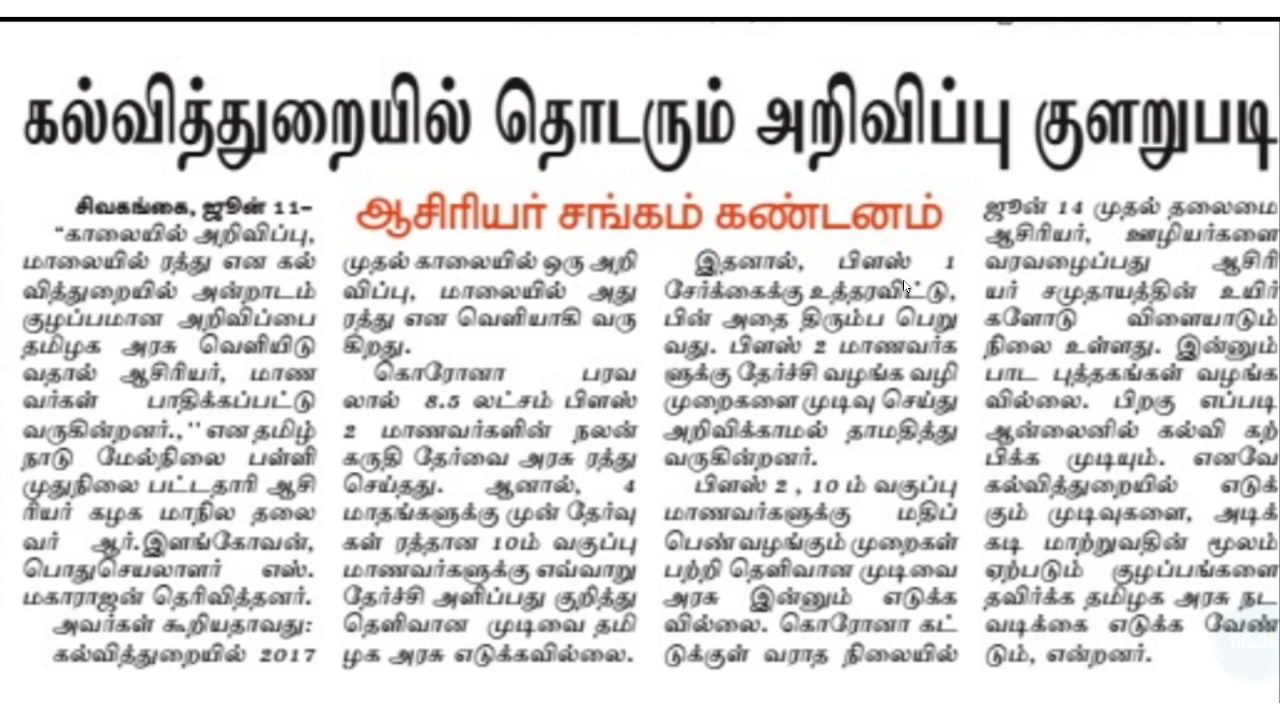 கல்வித்துறையில் தொடரும் அறிவிப்பு குளறுபடி
ஆசிரியர் சங்கம் கண்டனம்
சிவகங்கை, ஜூன் 11–
“காலையில் அறிவிப்பு,
மாலையில் ரத்து என கல்
வித்துறையில் அன்றாடம்
குழப்பமான அறிவிப்பை
தமிழக அரசு வெளியிடு
வதால் ஆசிரியர், மாண
வர்கள் பாதிக்கப்பட்டு
வருகின்றனர்.,’’ என தமிழ்
நாடு மேல்நிலை பள்ளி
முதுநிலை பட்டதாரி ஆசி
ரியர் கழக மாநில தலை
வர் ஆர்.இளங்கோவன்,
பொதுசெயலாளர் எஸ்.
மகாராஜன் தெரிவித்தனர்.
அவர்கள் கூறியதாவது:
கல்வித்துறையில் 2017
முதல் காலையில் ஒரு அறி
விப்பு, மாலையில் அது
ரத்து என வெளியாகி வரு
கிறது.
கொரோனா பரவ
லால் 8.5 லட்சம் பிளஸ்
2 மாணவர்களின் நலன்
கருதி தேர்வை அரசு ரத்து
செய்தது. ஆனால், 4
மாதங்களுக்கு முன் தேர்வு
கள் ரத்தான 10ம் வகுப்பு
மாணவர்களுக்கு எவ்வாறு
தேர்ச்சி அளிப்பது குறித்து
தெளிவான முடிவை தமி
ழக அரசு எடுக்கவில்லை.
இதனால், பிளஸ் 1
சேர்க்கைக்கு உத்தரவிட்டு,
பின் அதை திரும்ப பெறு
வது. பிளஸ் 2 மாணவர்க
ளுக்கு தேர்ச்சி வழங்க வழி
முறைகளை முடிவு செய்து
அறிவிக்காமல் தாமதித்து
வருகின்றனர்.
பிளஸ் 2 , 10 ம் வகுப்பு
மாணவர்களுக்கு மதிப்
பெண் வழங்கும் முறைகள்
பற்றி தெளிவான முடிவை
அரசு இன்னும் எடுக்க
வில்லை. கொரோனா கட்
டுக்குள் வராத நிலையில்
ஜூன் 14 முதல் தலைமை
ஆசிரியர், ஊழியர்களை
வரவழைப்பது ஆசிரி
யர் சமுதாயத்தின் உயிர்
களோடு விளையாடும்
நிலை உள்ளது. இன்னும்
பாட புத்தகங்கள் வழங்க
வில்லை. பிறகு எப்படி
ஆன்லைனில் கல்வி கற்
பிக்க முடியும். எனவே
கல்வித்துறையில் எடுக்
கும் முடிவுகளை, அடிக்
கடி மாற்றுவதின் மூலம்
ஏற்படும் குழப்பங்களை
தவிர்க்க தமிழக அரசு நட
வடிக்கை எடுக்க வேண்
டும், என்றனர்.